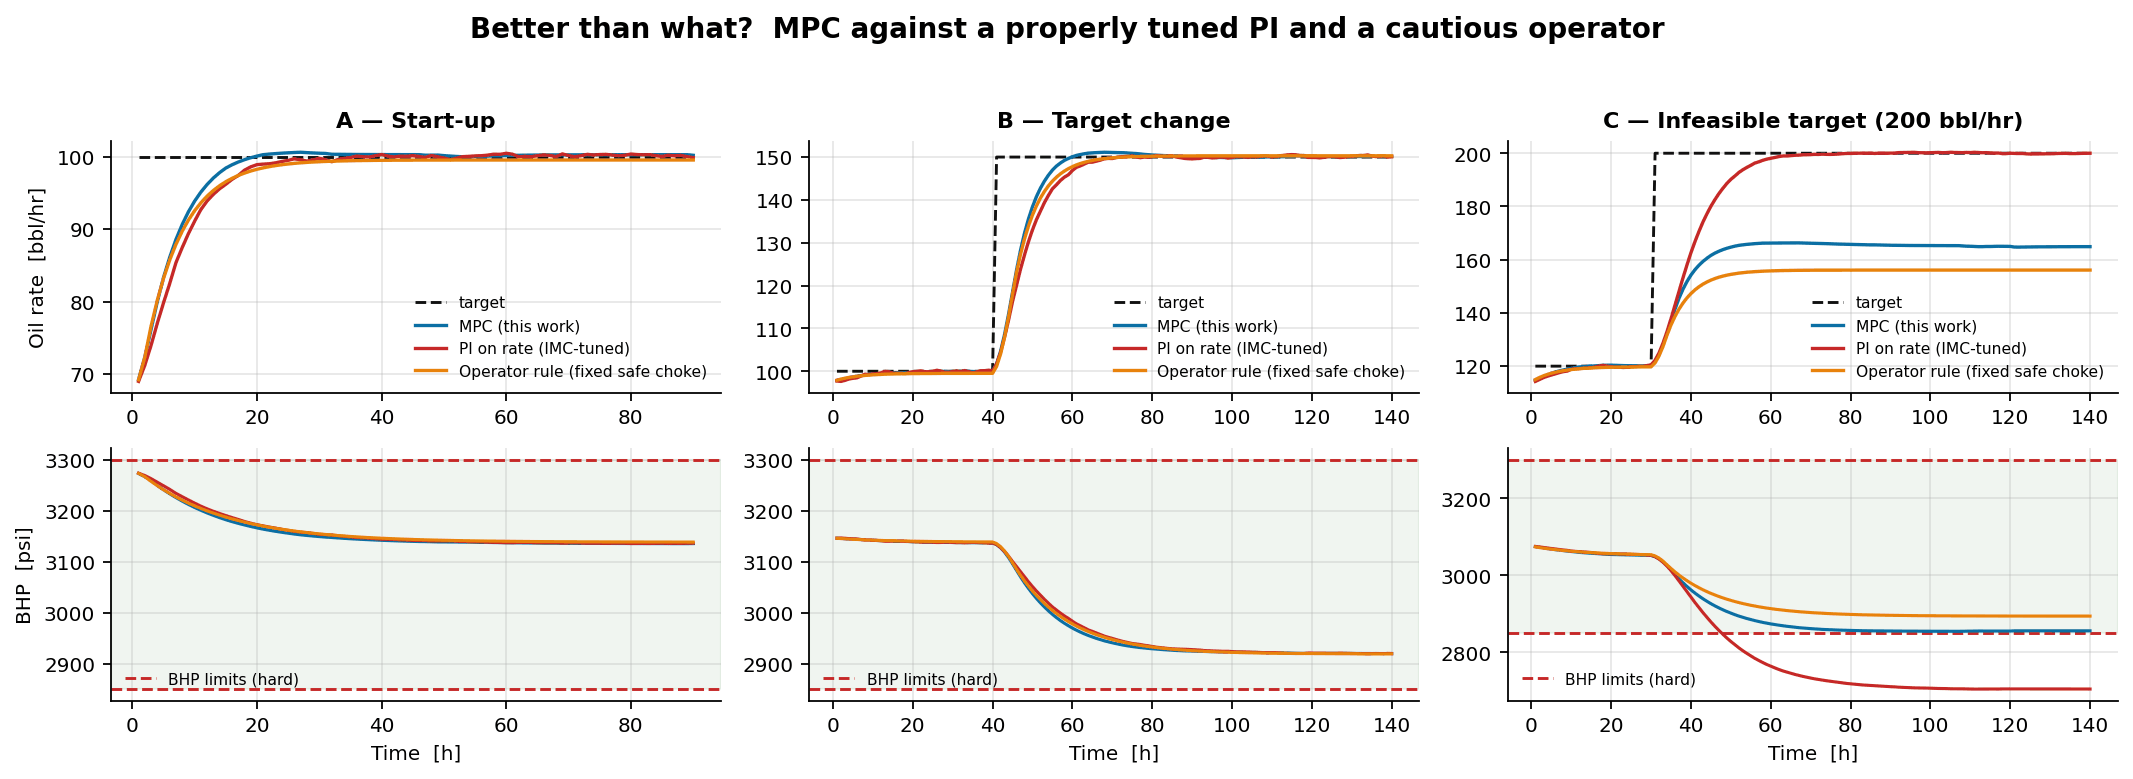 Better than what?  MPC against a properly tuned PI and a cautious operator
A — Start-up
Oil rate  [bbl/hr]
100
90
80
70
target
MPC (this work)
PI on rate (IMC-tuned)
Operator rule (fixed safe choke)
0 20 40 60 80
B — Target change
150
140
130
120
110
100
target
MPC (this work)
PI on rate (IMC-tuned)
Operator rule (fixed safe choke)
0 20 40 60 80 100 120 140
C — Infeasible target (200 bbl/hr)
200
180
160
140
120
target
MPC (this work)
PI on rate (IMC-tuned)
Operator rule (fixed safe choke)
0 20 40 60 80 100 120 140
BHP  [psi]
3300
3200
3100
3000
2900
BHP limits (hard)
0 20 40 60 80
Time  [h]
3300
3200
3100
3000
2900
BHP limits (hard)
0 20 40 60 80 100 120 140
Time  [h]
3200
3000
2800
BHP limits (hard)
0 20 40 60 80 100 120 140
Time  [h]